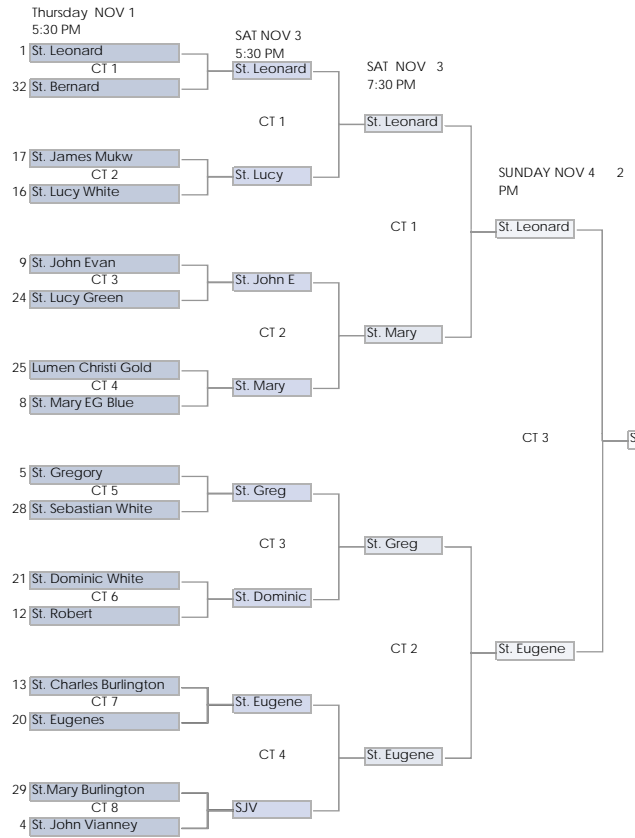 Thursday NOV 1
5:30 PM
SAT NOV 3
5:30 PM
SAT NOV 3
7:30 PM
SUNDAY NOV 4 2
PM
1 St. Leonard
CT 1
32 St. Bernard
St. Leonard
CT 1
St. Leonard
17 St. James Mukw
CT 2
16 St. Lucy White
St. Lucy
CT 1
St. Leonard
9 St. John Evan
CT 3
24 St. Lucy Green
St. John E
CT 2
St. Mary
25 Lumen Christi Gold
CT 4
8 St. Mary EG Blue
St. Mary
CT 3
S
5 St. Gregory
CT 5
28 St. Sebastian White
St. Greg
CT 3
St. Greg
21 St. Dominic White
CT 6
12 St. Robert
St. Dominic
CT 2
St. Eugene
13 St. Charles Burlington
CT 7
20 St. Eugenes
St. Eugene
CT 4
St. Eugene
29 St.Mary Burlington
CT 8
4 St. John Vianney
SJV